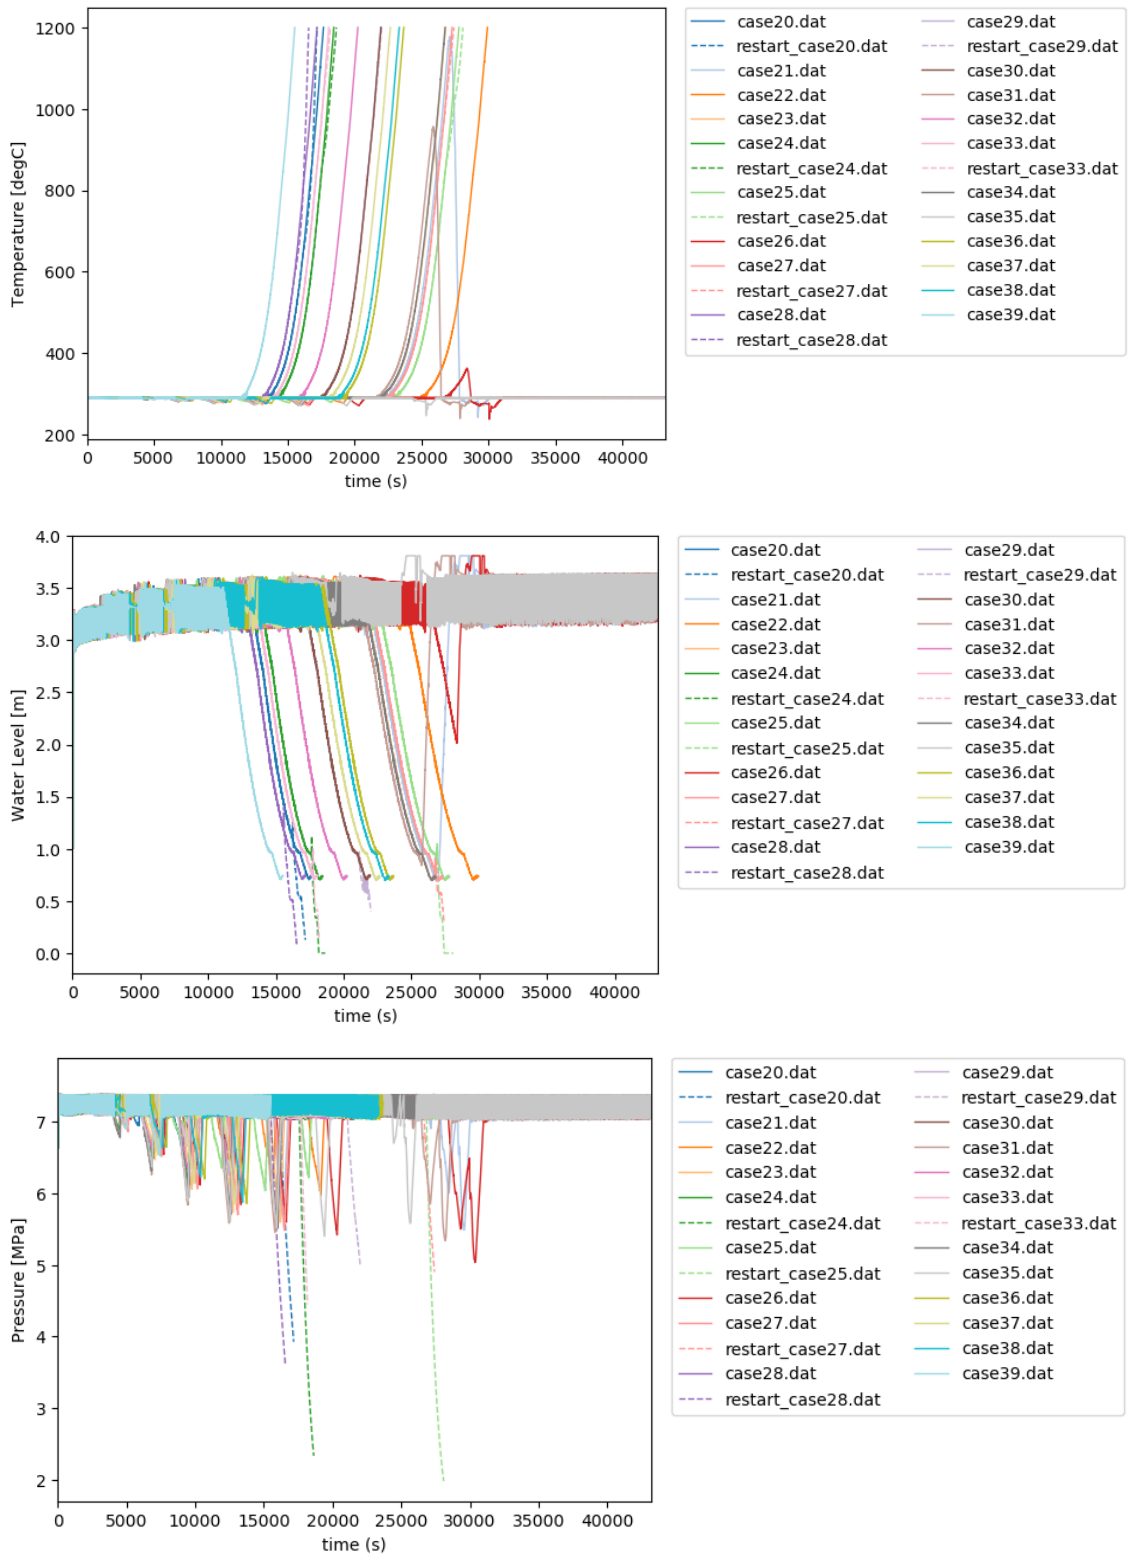 1200
1000
800
600
400
200
Temperature [degC]
0 5000 10000 15000 20000 25000 30000 35000 40000
time (s)
case20.dat
restart_case20.dat
case21.dat
case22.dat
case23.dat
case24.dat
restart_case24.dat
case25.dat
restart_case25.dat
case26.dat
case27.dat
restart_case27.dat
case28.dat
restart_case28.dat
case29.dat
restart_case29.dat
case30.dat
case31.dat
case32.dat
case33.dat
restart_case33.dat
case34.dat
case35.dat
case36.dat
case37.dat
case38.dat
case39.dat
4.0
3.5
3.0
2.5
2.0
1.5
1.0
0.5
0.0
Water Level [m]
0 5000 10000 15000 20000 25000 30000 35000 40000
time (s)
case20.dat
restart_case20.dat
case21.dat
case22.dat
case23.dat
case24.dat
restart_case24.dat
case25.dat
restart_case25.dat
case26.dat
case27.dat
restart_case27.dat
case28.dat
restart_case28.dat
case29.dat
restart_case29.dat
case30.dat
case31.dat
case32.dat
case33.dat
restart_case33.dat
case34.dat
case35.dat
case36.dat
case37.dat
case38.dat
case39.dat
7
6
5
4
3
2
Pressure [MPa]
0 5000 10000 15000 20000 25000 30000 35000 40000
time (s)
case20.dat
restart_case20.dat
case21.dat
case22.dat
case23.dat
case24.dat
restart_case24.dat
case25.dat
restart_case25.dat
case26.dat
case27.dat
restart_case27.dat
case28.dat
restart_case28.dat
case29.dat
restart_case29.dat
case30.dat
case31.dat
case32.dat
case33.dat
restart_case33.dat
case34.dat
case35.dat
case36.dat
case37.dat
case38.dat
case39.dat